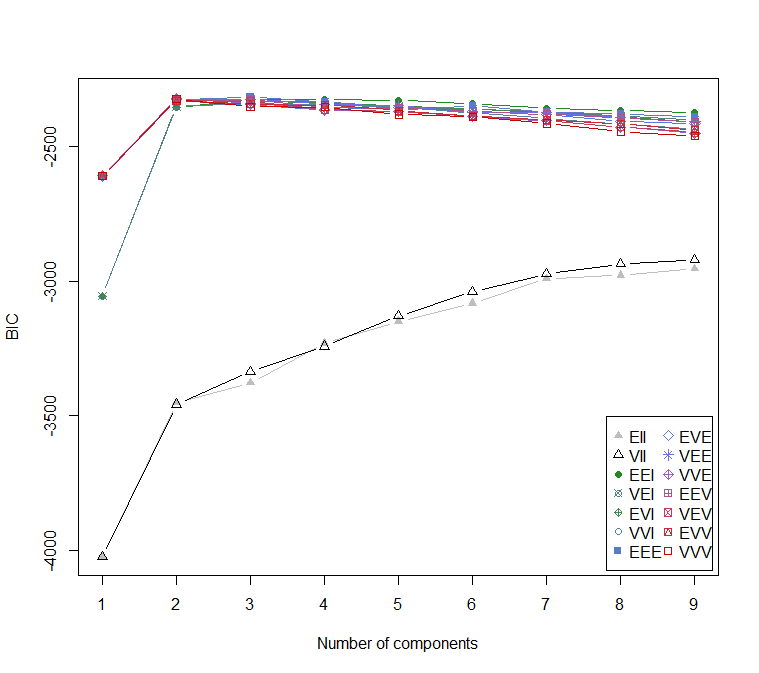 BIC
-2500
-3000
-3500
-4000
EII EVE
VII VEE
EEI VVE
VEI EEV
EVI VEV
VVI EVV
EEE VVV
1 2 3 4 5 6 7 8 9
Number of components